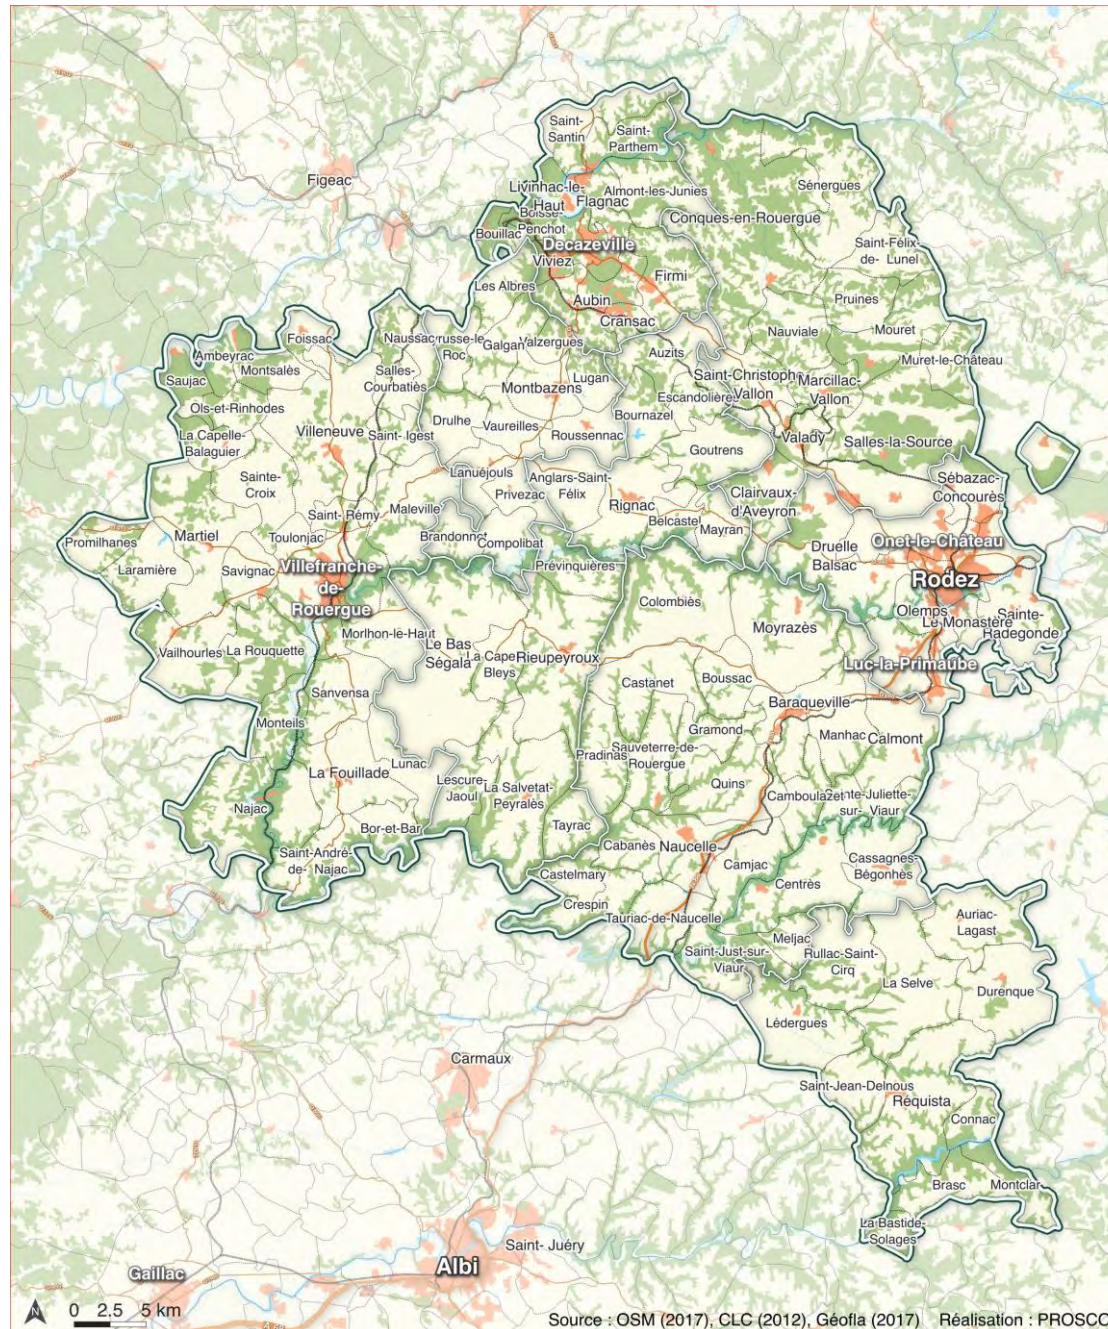 Saint-
Santin
Saint-
Parthem
Figeac
Livinhac-le-
Haut
Flagnac
Almont-les-Junies
Sénergues
Boisse-
Penchot
Conques-en-Rouergue
Bouillac
Decazeville
Saint-Félix-
de- Lunel
Viviez
Firmi
Les Albres
Aubin
Pruines
Cransac
Mouret
Nauviale
Foissac
Naussac
Roc
Galgan
Valzergues
Auzits
Muret-le-Château
Ambeyrac
Montsalès
Salles-
Courbatiès
Saujac
Montbazens
Lugan
Saint-Christophe
Vallon
Marcillac-
Vallon
Ols-et-Rinhodes
Bournazel
Escandolières
La Capelle-
Balaguier
Villeneuve
Saint- Igest
Drulhe
Vaureilles
Roussennac
Valady
Salles-la-Source
Goutrens
Sainte-
Croix
Lanuéjouls
Anglars-Saint-
Félix
Privezac
Clairvaux-
d'Aveyron
Sébazac-
Concourès
Saint- Rémy
Maleville
Rignac
Belcastel
Mayran
Martiel
Toulonjac
Brandonnet
Compolibat
Onet-le-Château
Promilhanes
Druelle
Balsac
Laramière
Savignac
Villefranche-
de-
Rouergue
Prévinquières
Rodez
Colombiès
Olemps
Le Monastère
Sainte-
Radegonde
Morlhon-le-Haut
Moyrazès
Vailhourles
La Rouquette
Le Bas
Ségala
La Cape
Bleys
Rieupeyroux
Luc-la-Primaube
Sanvensa
Castanet
Boussac
Baraqueville
Monteils
Gramond
Manhac
Calmont
Pradinas
Sauveterre-de-
Rouergue
La Fouillade
Lunac
Lescure-
Jaoul
La Salvetat-
Peyralès
Quins
Camboulazet
nte-Juliette-
sur- Viaur
Najac
Bor-et-Bar
Tayrac
Saint-André-
de- Najac
Cabanès
Naucelle
Camjac
Cassagnes-
Bégonhès
Castelmary
Centrès
Crespin
Tauriac-de-Naucelle
Auriac-
Lagast
Meljac
Saint-Just-sur-
Viaur
Rullac-Saint-
Cirq
La Selve
Durenque
Lédergues
Carmaux
Saint-Jean-Delnous
Réquista
Connac
Brasc
Montclar
La Bastide-
Solages
Saint- Juéry
Albi
Gaillac
N
0 2.5 5 km
Source : OSM (2017), CLC (2012), Géofla (2017) Réalisation : PROSCO